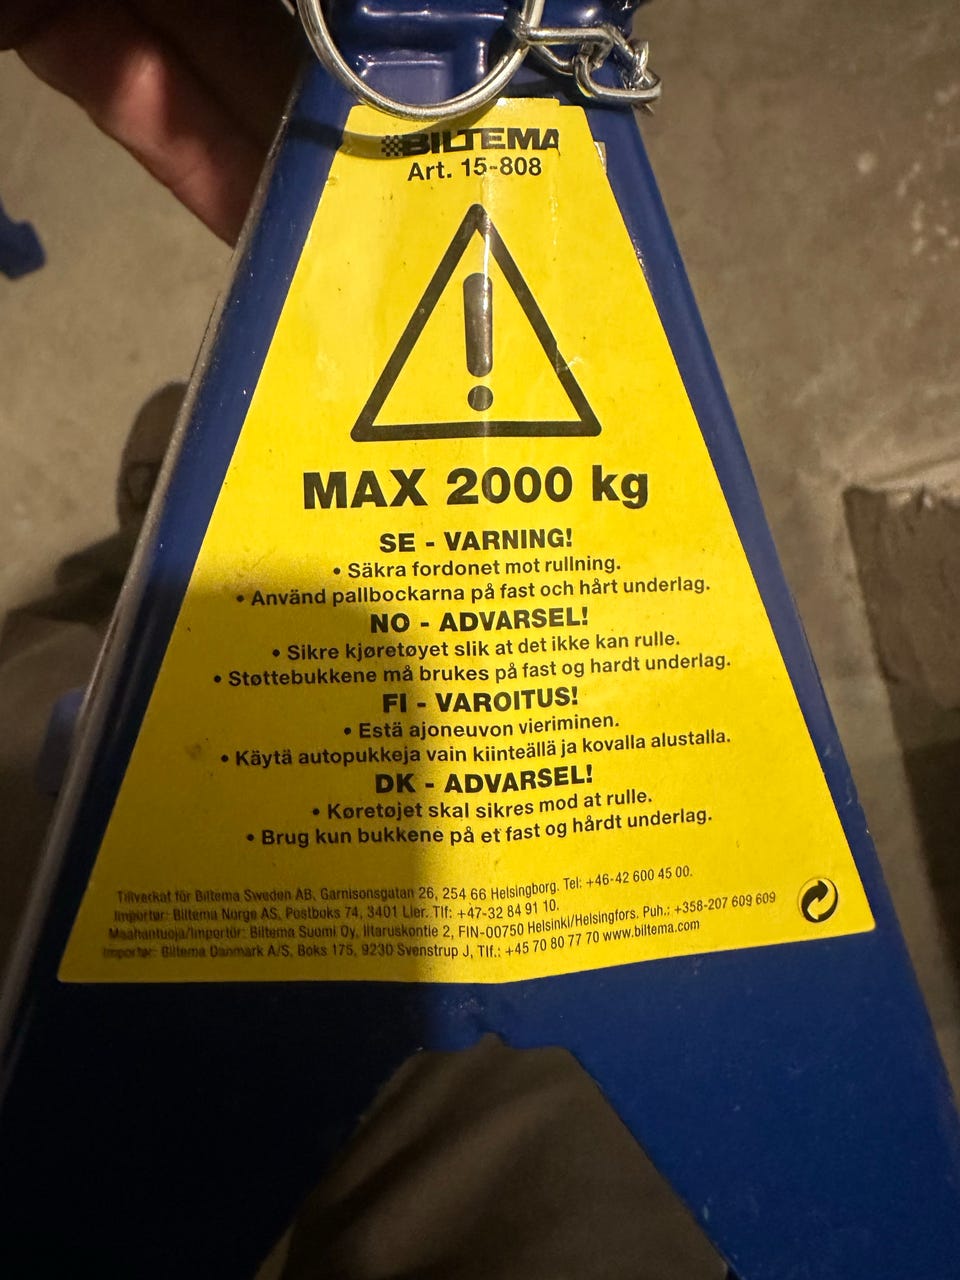 BILTEMA
Art. 15-808
!
MAX 2000 kg
SE - VARNING!
• Säkra fordonet mot rullning.
• Använd pallbockarna på fast och hårt underlag.
NO - ADVARSEL!
• Sikre kjøretøyet slik at det ikke kan rulle.
• Støttebukkene må brukes på fast og hardt underlag.
FI - VAROITUS!
• Estä ajoneuvon vieriminen.
• Käytä autopukkeja vain kiinteällä ja kovalla alustalla.
DK - ADVARSEL!
• Køretøjet skal sikres mod at rulle.
• Brug kun bukkene på et fast og hårdt underlag.
Tillverkat för Biltema Sweden AB, Garnisonsgatan 26, 254 66 Helsingborg. Tel: +46-42 600 45 00.
Importør: Biltema Norge AS, Postboks 74, 3401 Lier. Tlf: +47-32 84 91 10.
Maahantuoja/Importör: Biltema Suomi Oy, Iltaruskontie 2, FIN-00750 Helsinki/Helsingfors. Puh.: +358-207 609 609
Importør: Biltema Danmark A/S, Boks 175, 9230 Svenstrup J, Tlf.: +45 70 80 77 70 www.biltema.com